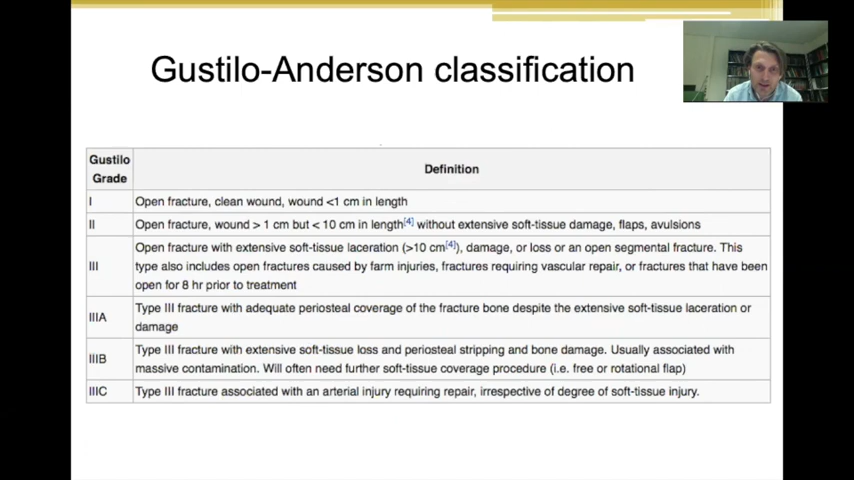 Gustilo-Anderson classification
Gustilo
Grade
Definition
I
Open fracture, clean wound, wound <1 cm in length
II
Open fracture, wound > 1 cm but < 10 cm in length[4] without extensive soft-tissue damage, flaps, avulsions
III
Open fracture with extensive soft-tissue laceration (>10 cm[4]), damage, or loss or an open segmental fracture. This
type also includes open fractures caused by farm injuries, fractures requiring vascular repair, or fractures that have been
open for 8 hr prior to treatment
IIIA
Type III fracture with adequate periosteal coverage of the fracture bone despite the extensive soft-tissue laceration or
damage
IIIB
Type III fracture with extensive soft-tissue loss and periosteal stripping and bone damage. Usually associated with
massive contamination. Will often need further soft-tissue coverage procedure (i.e. free or rotational flap)
IIIC
Type III fracture associated with an arterial injury requiring repair, irrespective of degree of soft-tissue injury.